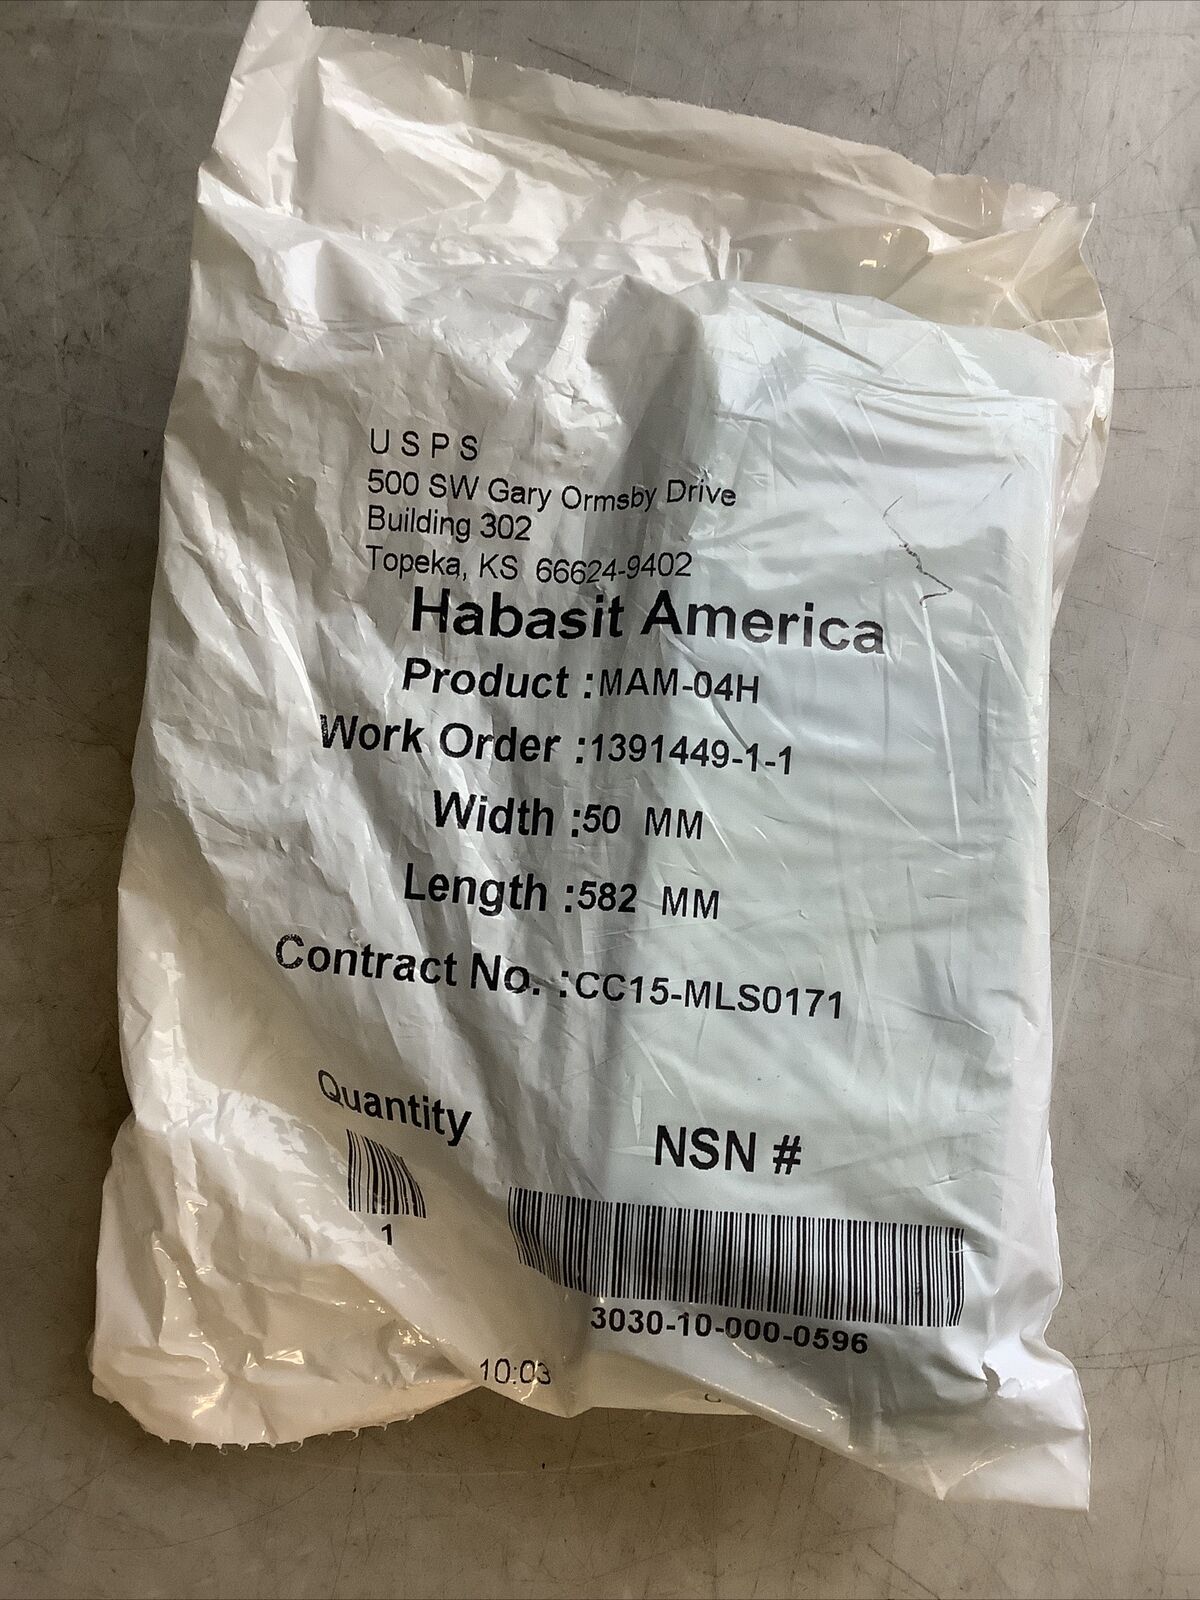 U S P S
500 SW Gary Ormsby Drive
Building 302
Topeka, KS 66624-9402
Habasit America
Product :MAM-04H
Work Order :1391449-1-1
Width :50 MM
Length :582 MM
Contract No. :CC15-MLS0171
Quantity
1
NSN #
3030-10-000-0596
10:03